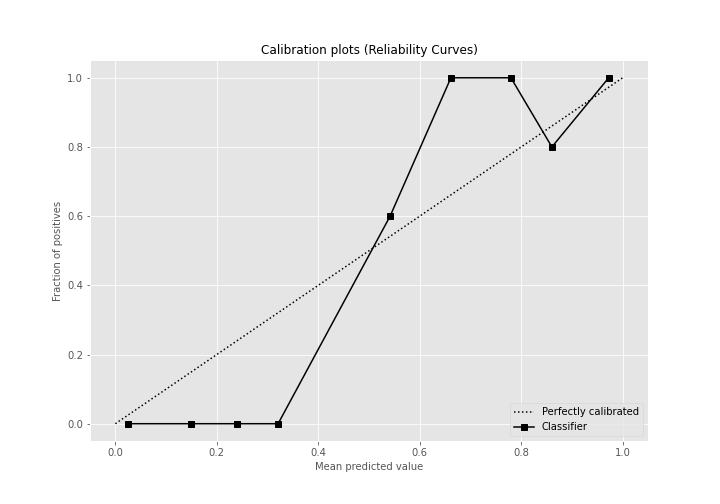 Calibration plots (Reliability Curves)
1.0
0.8
0.6
0.4
0.2
0.0
Fraction of positives
0.0 0.2 0.4 0.6 0.8 1.0
Mean predicted value
Perfectly calibrated
Classifier